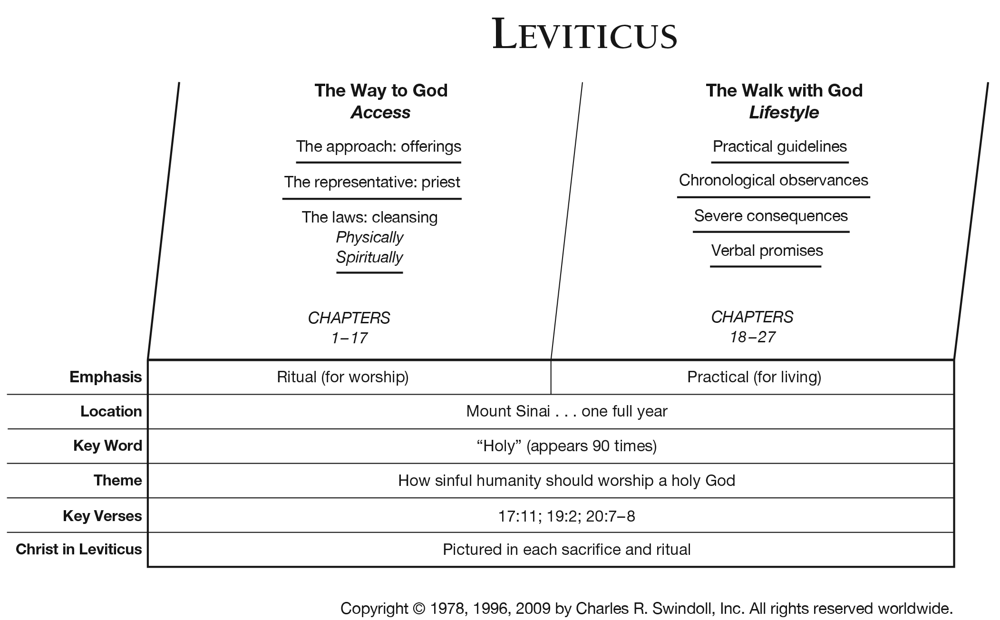 LEVITICUS
The Way to God
Access
The approach: offerings
The representative: priest
The laws: cleansing
Physically
Spiritually
CHAPTERS
1–17
The Walk with God
Lifestyle
Practical guidelines
Chronological observances
Severe consequences
Verbal promises
CHAPTERS
18–27
Emphasis Ritual (for worship) Practical (for living)
Location Mount Sinai . . . one full year
Key Word “Holy” (appears 90 times)
Theme How sinful humanity should worship a holy God
Key Verses 17:11; 19:2; 20:7–8
Christ in Leviticus Pictured in each sacrifice and ritual
Copyright © 1978, 1996, 2009 by Charles R. Swindoll, Inc. All rights reserved worldwide.